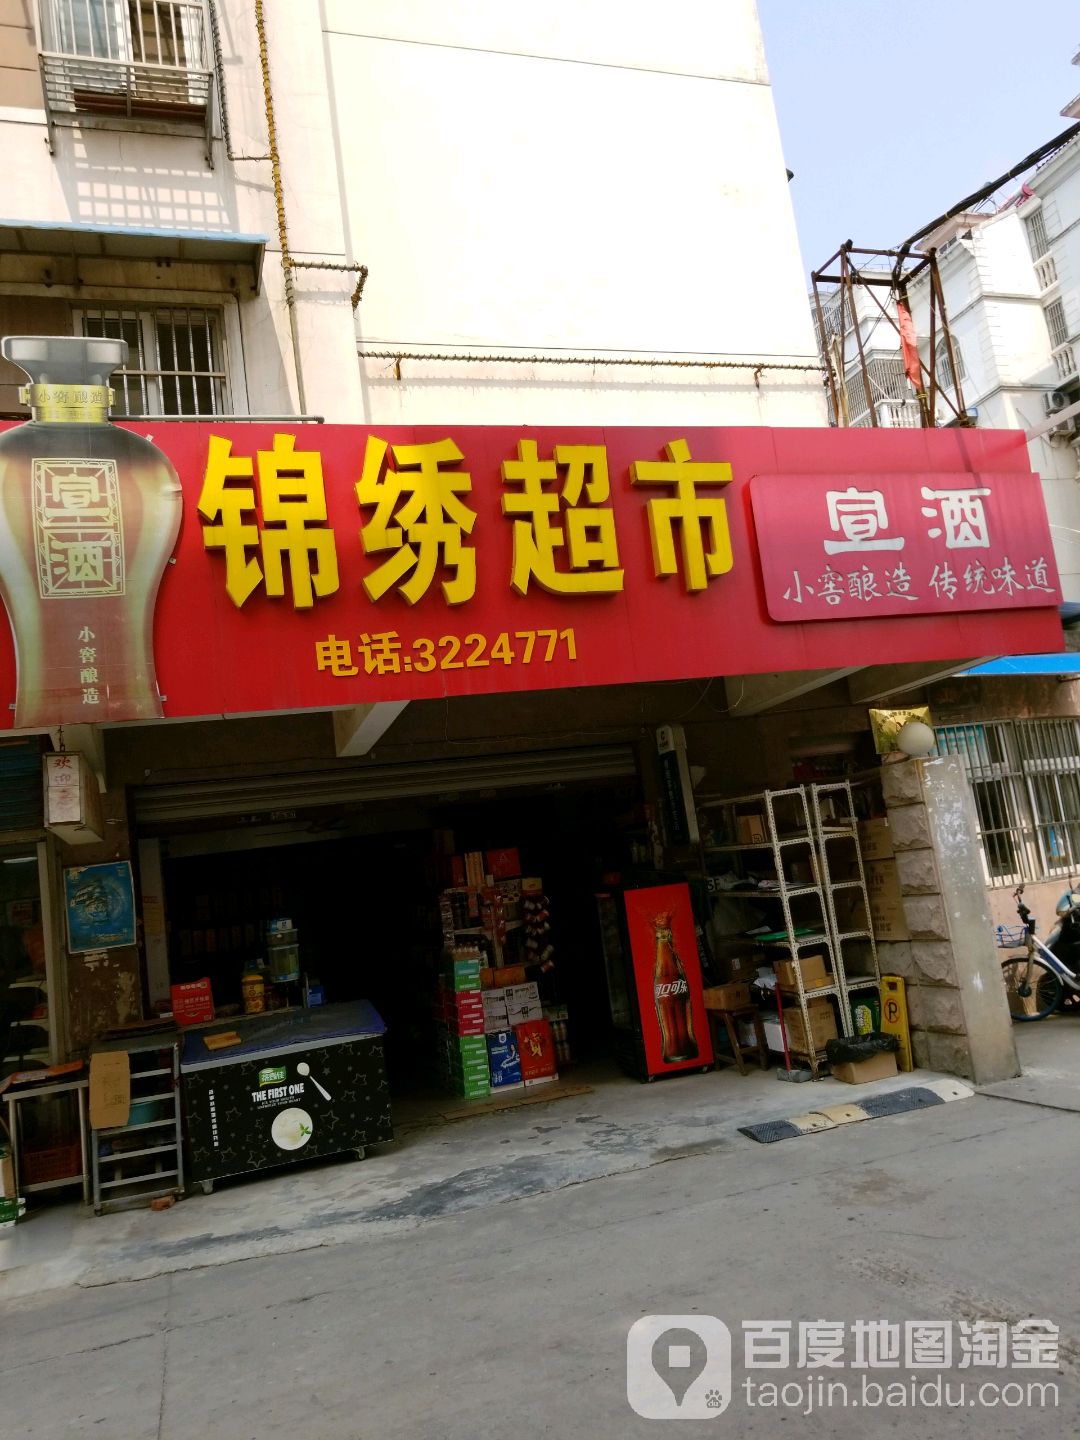 小窖酿造
宣
酒
小窖酿造
锦绣超市
电话:3224771
宣酒
小窖酿造 传统味道
欢迎
可口可乐
THE FIRST ONE
百度地图淘金
taojin.baidu.com